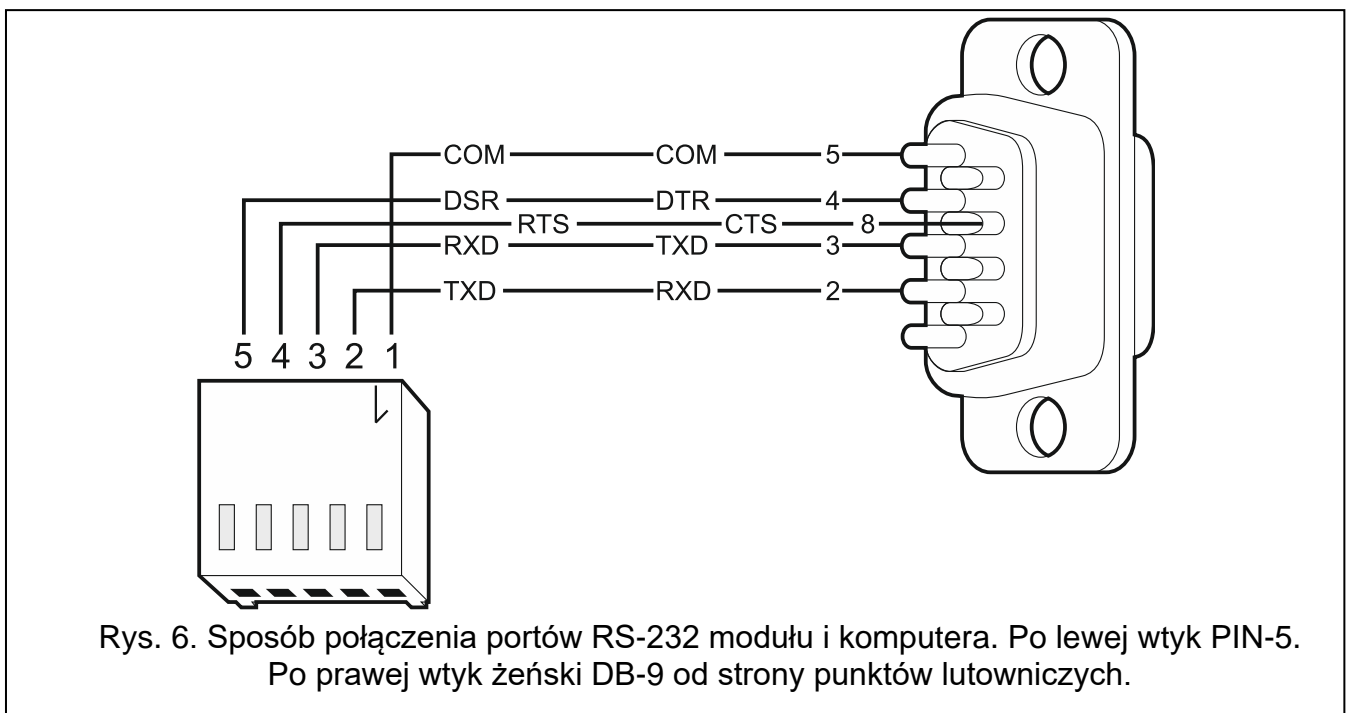 COM COM 5
DSR DTR 4
RTS CTS 8
RXD TXD 3
TXD RXD 2
5 4 3 2 1
Rys. 6. Sposób połączenia portów RS-232 modułu i komputera. Po lewej wtyk PIN-5.
Po prawej wtyk żeński DB-9 od strony punktów lutowniczych.